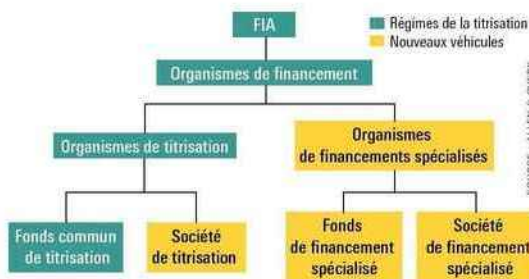 FIA
Régimes de la titrisation
Nouveaux véhicules
Organismes de financement
Organismes de titrisation
Organismes
de financements spécialisés
Fonds commun
de titrisation
Société
de titrisation
Fonds
de financement
spécialisé
Société
de financement
spécialisé